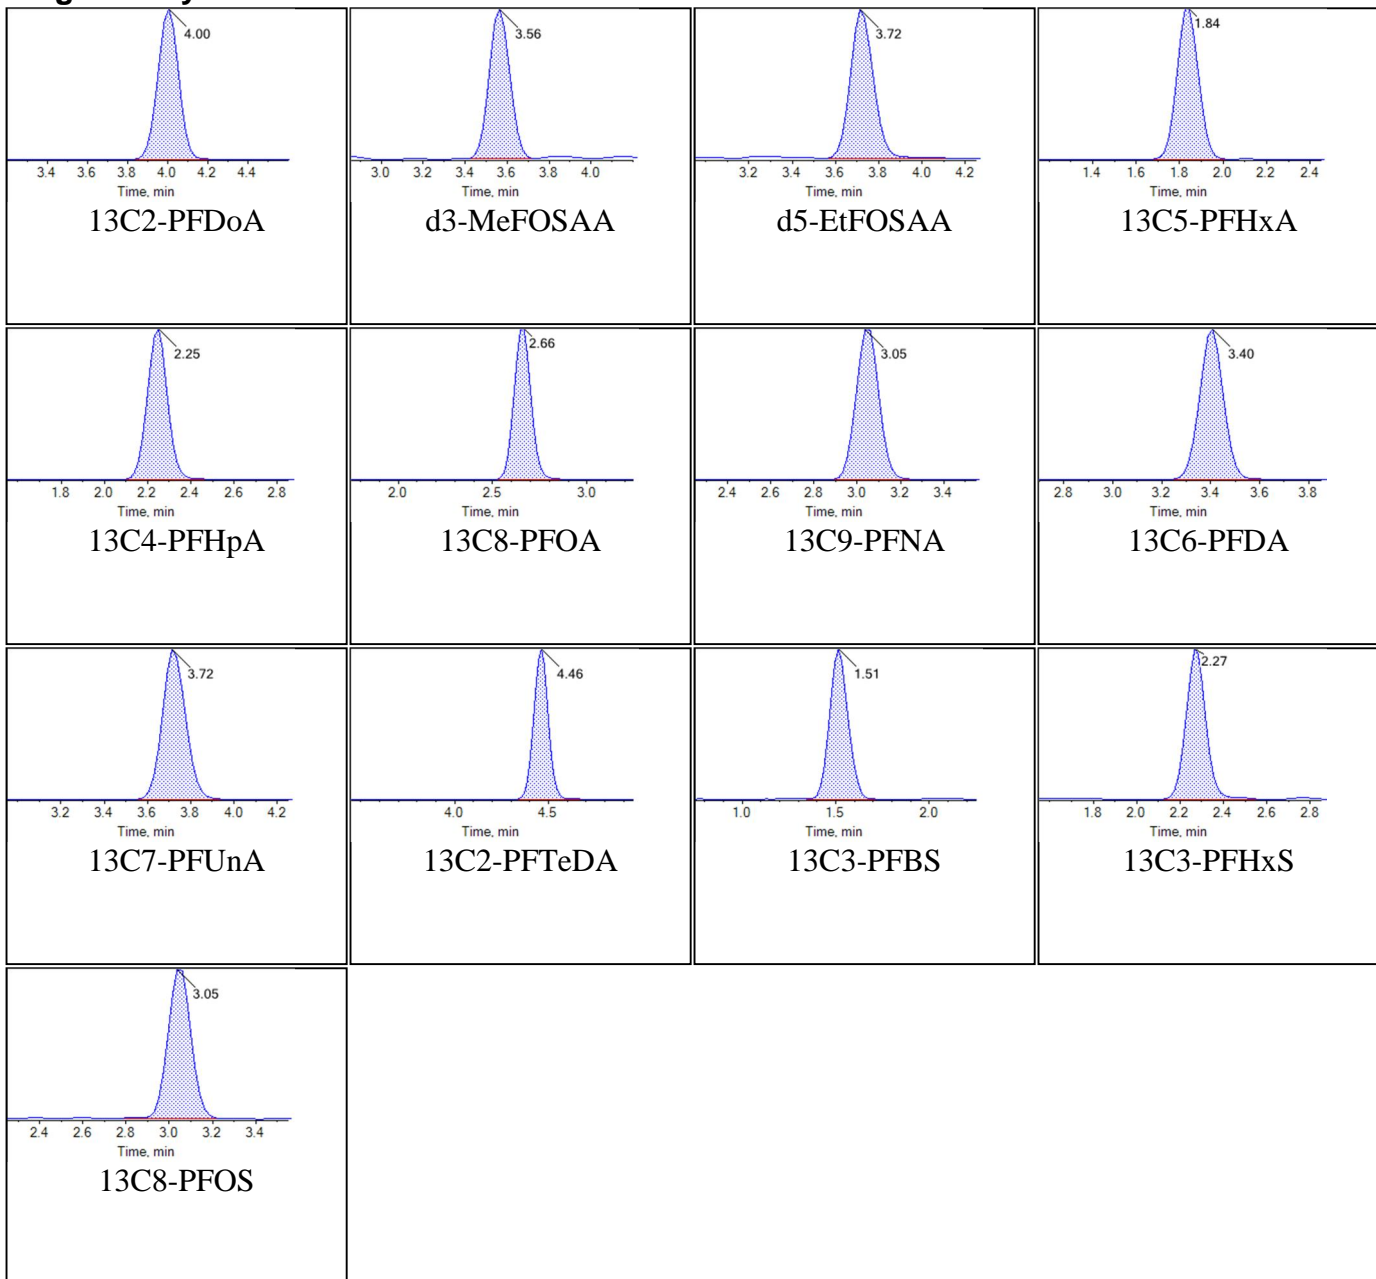 4.00
3.4 3.6 3.8 4.0 4.2 4.4
Time, min
13C2-PFDoA
3.56
3.0 3.2 3.4 3.6 3.8 4.0
Time, min
d3-MeFOSAA
3.72
3.2 3.4 3.6 3.8 4.0 4.2
Time, min
d5-EtFOSAA
1.84
1.4 1.6 1.8 2.0 2.2 2.4
Time, min
13C5-PFHxA
2.25
1.8 2.0 2.2 2.4 2.6 2.8
Time, min
13C4-PFHpA
2.66
2.0 2.5 3.0
Time, min
13C8-PFOA
3.05
2.4 2.6 2.8 3.0 3.2 3.4
Time, min
13C9-PFNA
3.40
2.8 3.0 3.2 3.4 3.6 3.8
Time, min
13C6-PFDA
3.72
3.2 3.4 3.6 3.8 4.0 4.2
Time, min
13C7-PFUnA
4.46
4.0 4.5
Time, min
13C2-PFTeDA
1.51
1.0 1.5 2.0
Time, min
13C3-PFBS
2.27
1.8 2.0 2.2 2.4 2.6 2.8
Time, min
13C3-PFHxS
3.05
2.4 2.6 2.8 3.0 3.2 3.4
Time, min
13C8-PFOS